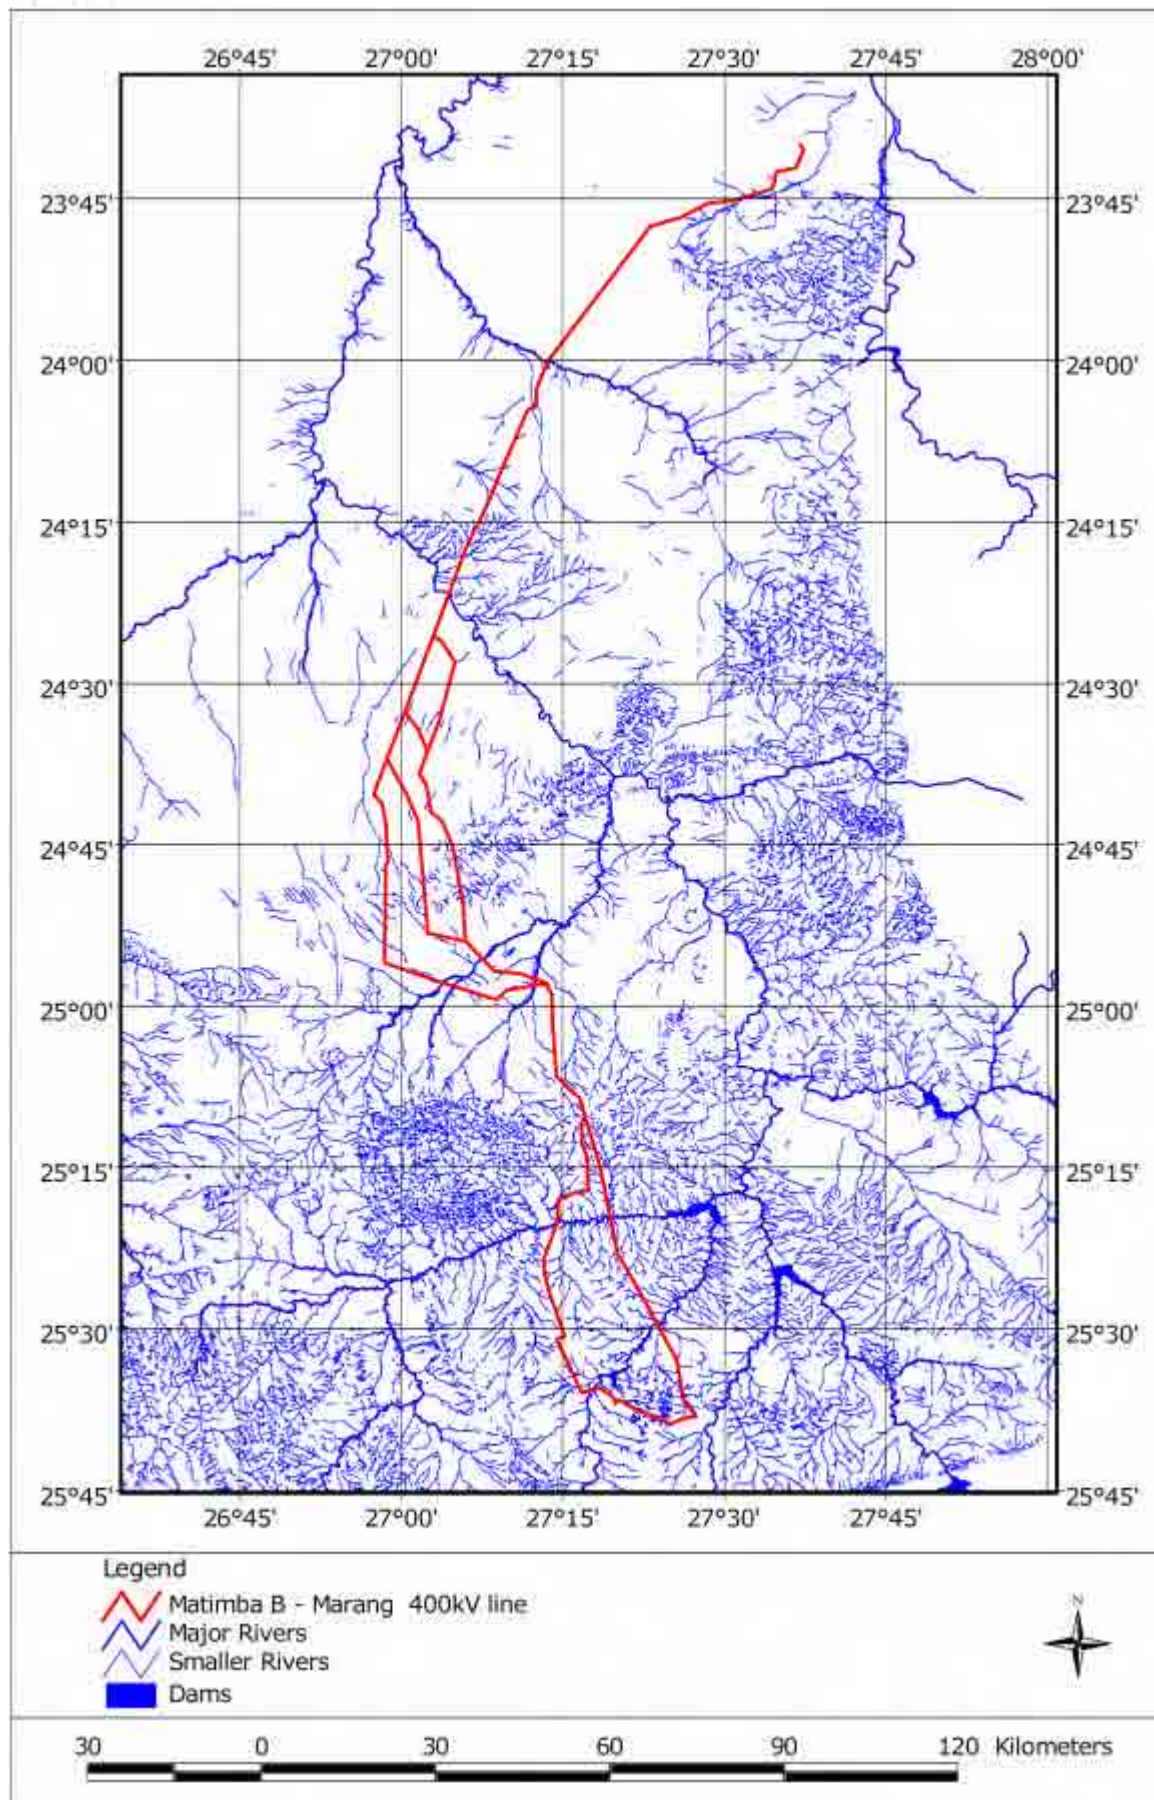 26°45' 27°00' 27°15' 27°30' 27°45' 28°00'
23°45' 23°45'
24°00' 24°00'
24°15' 24°15'
24°30' 24°30'
24°45' 24°45'
25°00' 25°00'
25°15' 25°15'
25°30' 25°30'
25°45' 25°45'
26°45' 27°00' 27°15' 27°30' 27°45'
Legend
Matimba B - Marang 400kV line
Major Rivers
Smaller Rivers
Dams
N
30 0 30 60 90 120 Kilometers